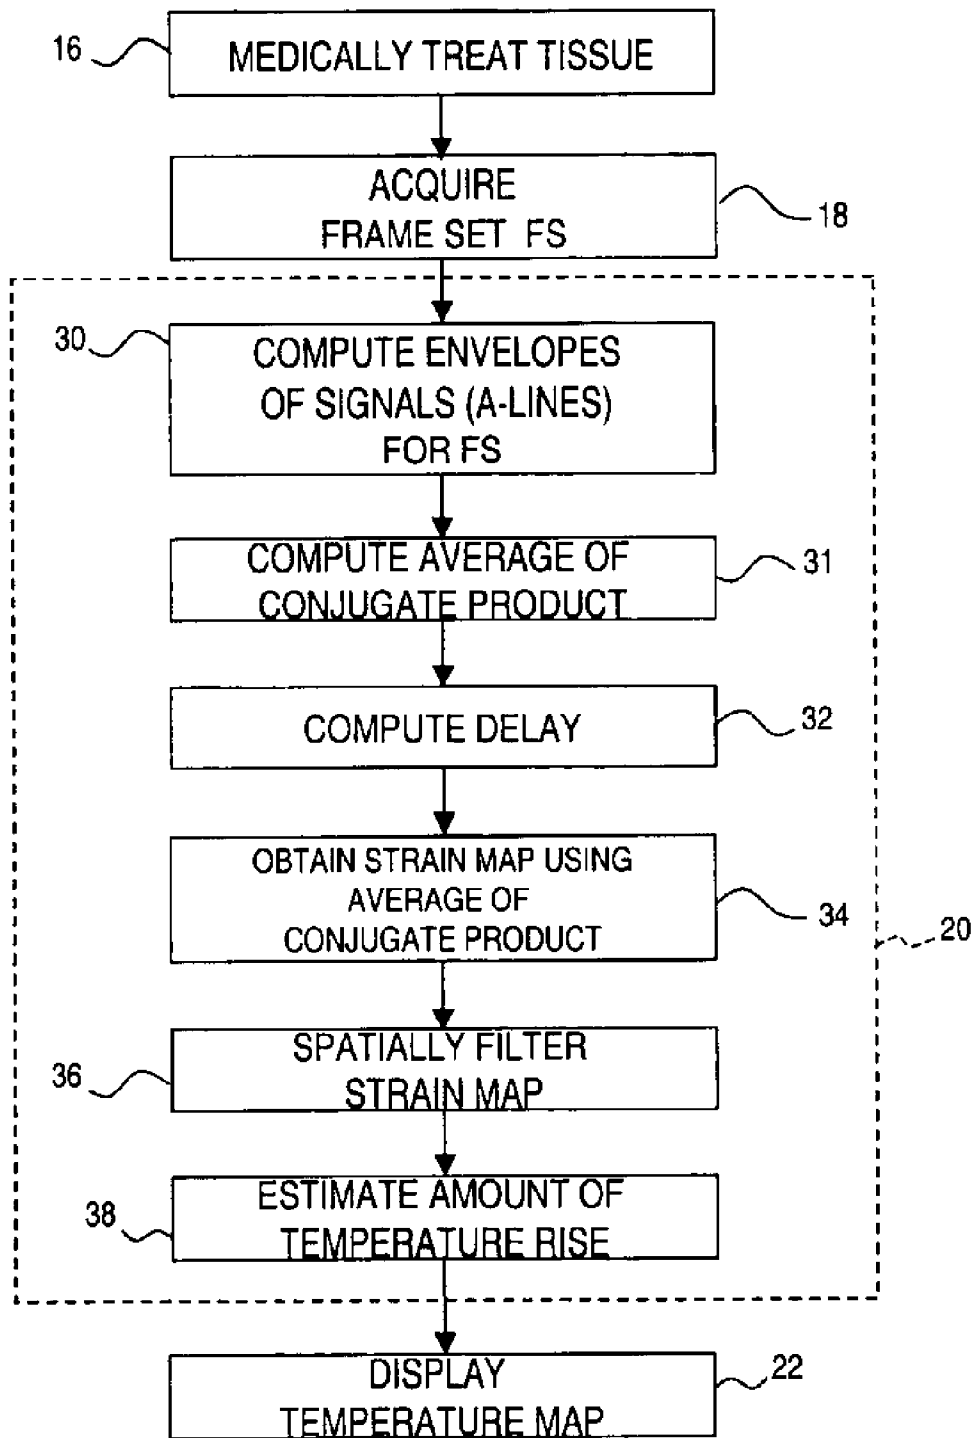 16
MEDICALLY TREAT TISSUE
ACQUIRE
FRAME SET FS
18
30
COMPUTE ENVELOPES
OF SIGNALS (A-LINES)
FOR FS
COMPUTE AVERAGE OF
CONJUGATE PRODUCT
31
COMPUTE DELAY
32
OBTAIN STRAIN MAP USING
AVERAGE OF
CONJUGATE PRODUCT
34
20
36
SPATIALLY FILTER
STRAIN MAP
38
ESTIMATE AMOUNT OF
TEMPERATURE RISE
DISPLAY
TEMPERATURE MAP
22